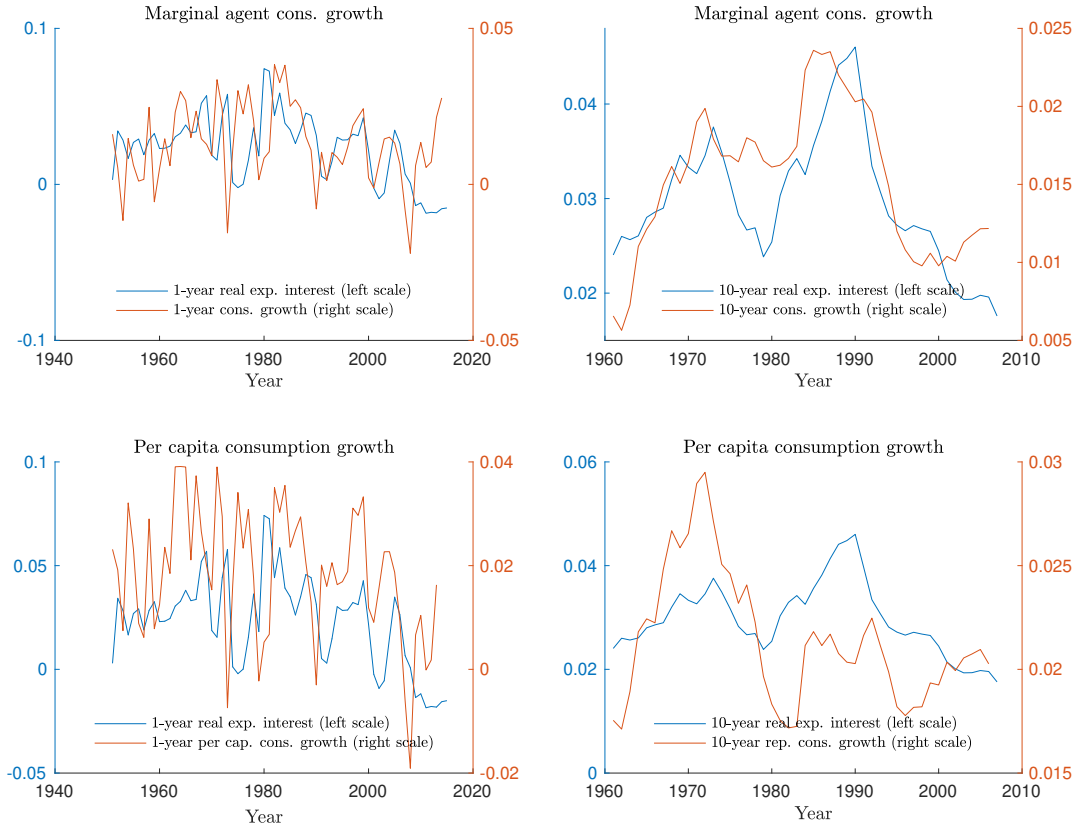 Marginal agent cons. growth
0.1
0
-0.1
0.05
0
-0.05
1-year real exp. interest (left scale)
1-year cons. growth (right scale)
1940 1960 1980 2000 2020
Year
Marginal agent cons. growth
0.04
0.03
0.02
0.025
0.02
0.015
0.01
0.005
10-year real exp. interest (left scale)
10-year cons. growth (right scale)
1960 1970 1980 1990 2000 2010
Year
Per capita consumption growth
0.1
0.05
0
-0.05
0.04
0.02
0
-0.02
1-year real exp. interest (left scale)
1-year per cap. cons. growth (right scale)
1940 1960 1980 2000 2020
Year
Per capita consumption growth
0.06
0.04
0.02
0
0.03
0.025
0.02
0.015
10-year real exp. interest (left scale)
10-year rep. cons. growth (right scale)
1960 1970 1980 1990 2000 2010
Year